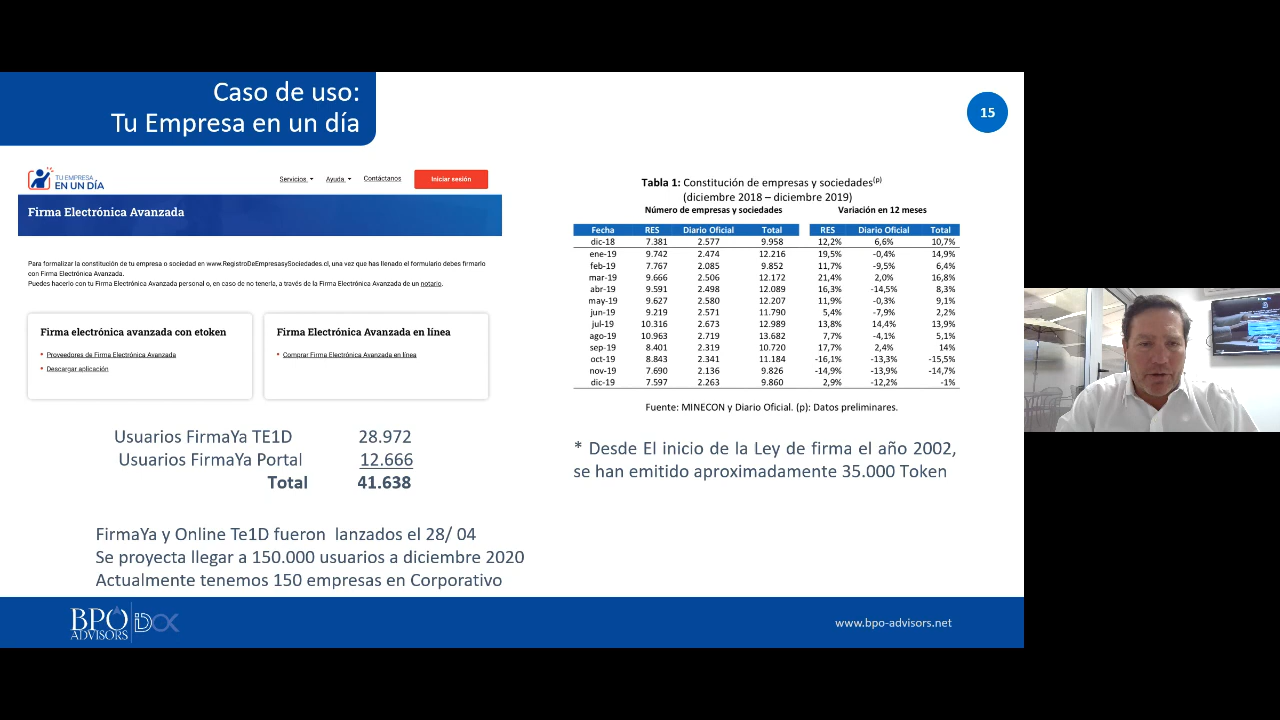 Caso de uso:
Tu Empresa en un día
15
TU EMPRESA
EN UN DÍA
Servicios
Ayuda
Contáctanos
Iniciar sesión
Firma Electrónica Avanzada
Para formalizar la constitución de tu empresa o sociedad en www.RegistroDeEmpresasySociedades.cl, una vez que has llenado el formulario debes firmarlo
con Firma Electrónica Avanzada.
Puedes hacerlo con tu Firma Electrónica Avanzada personal o, en caso de no tenerla, a través de la Firma Electrónica Avanzada de un notario.
Firma electrónica avanzada con etoken
Proveedores de Firma Electrónica Avanzada
Descargar aplicación
Firma Electrónica Avanzada en línea
Comprar Firma Electrónica Avanzada en línea
Usuarios FirmaYa TE1D 28.972
Usuarios FirmaYa Portal 12.666
Total 41.638
FirmaYa y Online Te1D fueron lanzados el 28/ 04
Se proyecta llegar a 150.000 usuarios a diciembre 2020
Actualmente tenemos 150 empresas en Corporativo
Tabla 1: Constitución de empresas y sociedades(p)
(diciembre 2018 – diciembre 2019)
Número de empresas y sociedades Variación en 12 meses
Fecha RES Diario Oficial Total RES Diario Oficial Total
dic-18 7.381 2.577 9.958 12,2% 6,6% 10,7%
ene-19 9.742 2.474 12.216 19,5% -0,4% 14,9%
feb-19 7.767 2.085 9.852 11,7% -9,5% 6,4%
mar-19 9.666 2.506 12.172 21,4% 2,0% 16,8%
abr-19 9.591 2.498 12.089 16,3% -14,5% 8,3%
may-19 9.627 2.580 12.207 11,9% -0,3% 9,1%
jun-19 9.219 2.571 11.790 5,4% -7,9% 2,2%
jul-19 10.316 2.673 12.989 13,8% 14,4% 13,9%
ago-19 10.963 2.719 13.682 7,7% -4,1% 5,1%
sep-19 8.401 2.319 10.720 17,7% 2,4% 14%
oct-19 8.843 2.341 11.184 -16,1% -13,3% -15,5%
nov-19 7.690 2.136 9.826 -14,9% -13,9% -14,7%
dic-19 7.597 2.263 9.860 2,9% -12,2% -1%
Fuente: MINECON y Diario Oficial. (p): Datos preliminares.
* Desde El inicio de la Ley de firma el año 2002,
se han emitido aproximadamente 35.000 Token
BPO
ADVISORS
IDOK
www.bpo-advisors.net